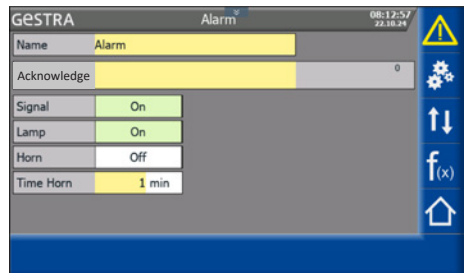 GESTRA Alarm 08:12:57
22.10.24
Name Alarm
Acknowledge 0
Signal On
Lamp On
Horn Off
Time Horn 1 min
f(x)